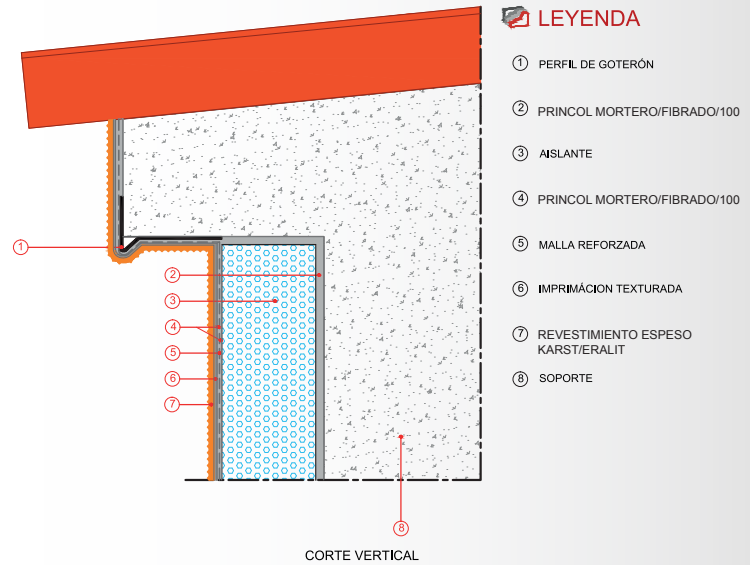 LEYENDA
1 PERFIL DE GOTERÓN
2 PRINCOL MORTERO/FIBRADO/100
3 AISLANTE
4 PRINCOL MORTERO/FIBRADO/100
5 MALLA REFORZADA
6 IMPRIMÁCION TEXTURADA
7 REVESTIMIENTO ESPESO
KARST/ERALIT
8 SOPORTE
1
2
3
4
5
6
7
8
CORTE VERTICAL